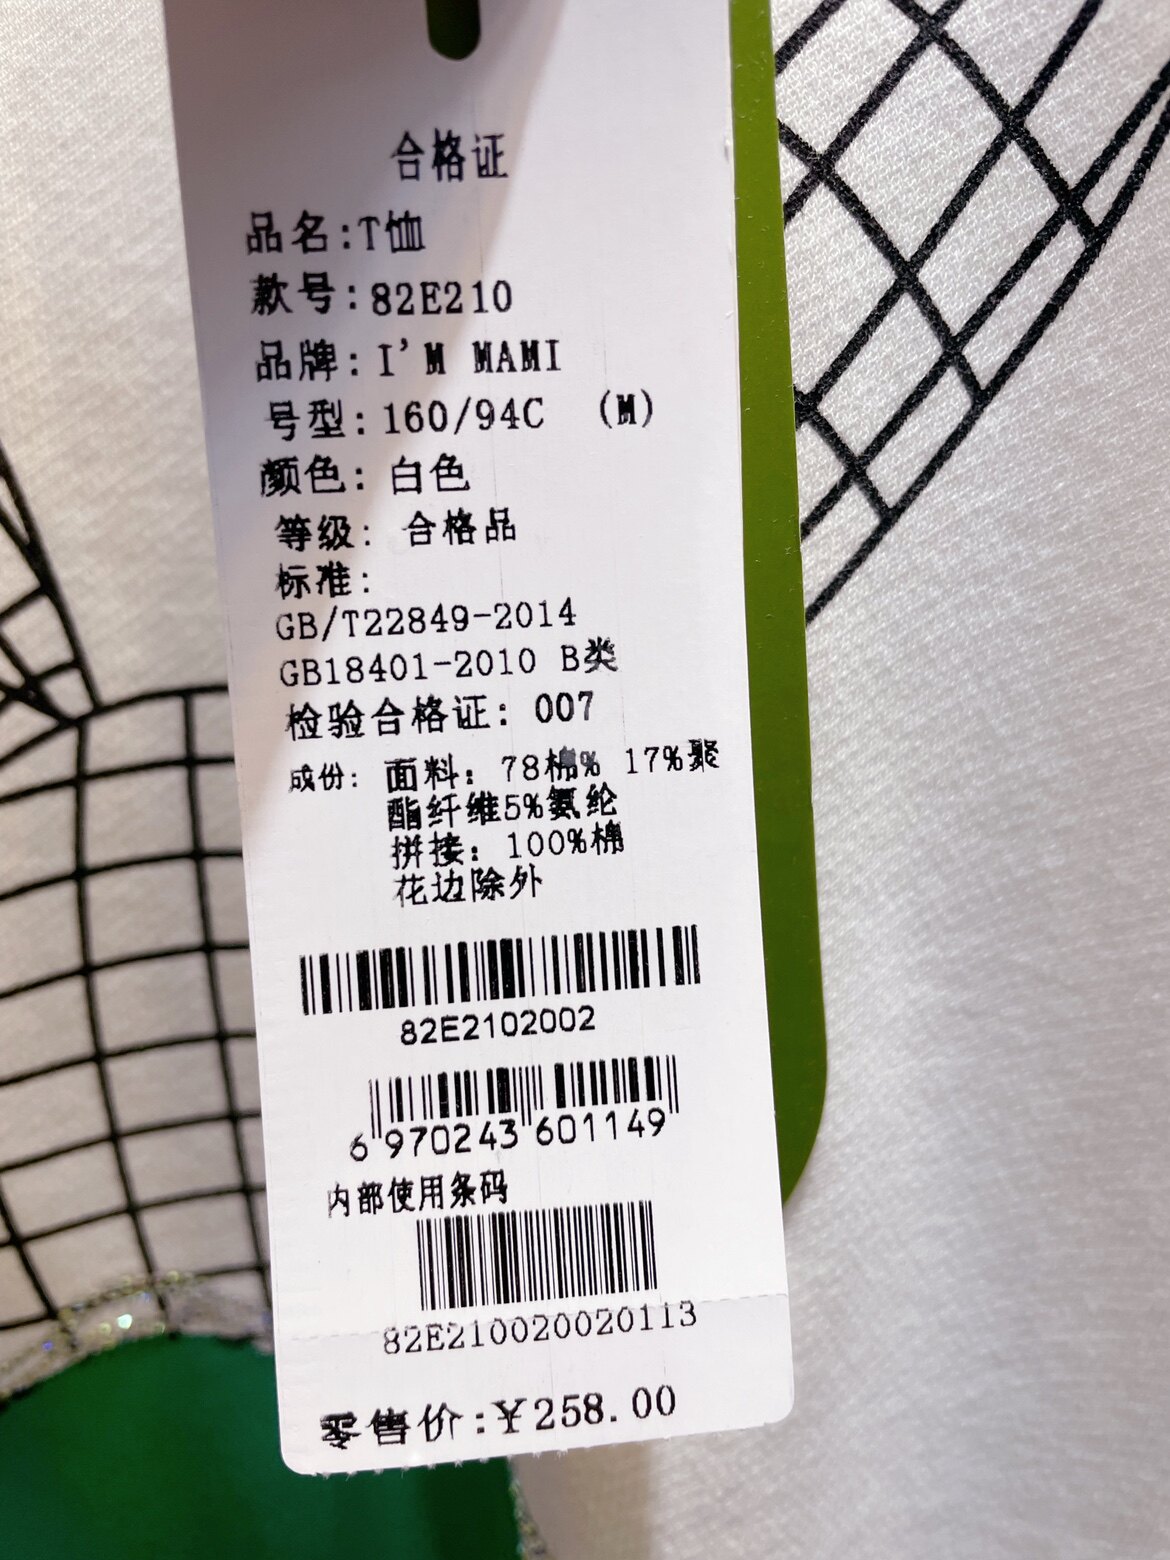 合格证
品名:T恤
款号:82E210
品牌:I'M MAMI
号型:160/94C (M)
颜色:白色
等级: 合格品
标准:
GB/T22849-2014
GB18401-2010 B类
检验合格证: 007
成份: 面料: 78棉% 17%聚
酯纤维5%氨纶
拼接: 100%棉
花边除外
82E2102002
6 970243 601149
内部使用条码
82E210020020113
零售价:¥258.00